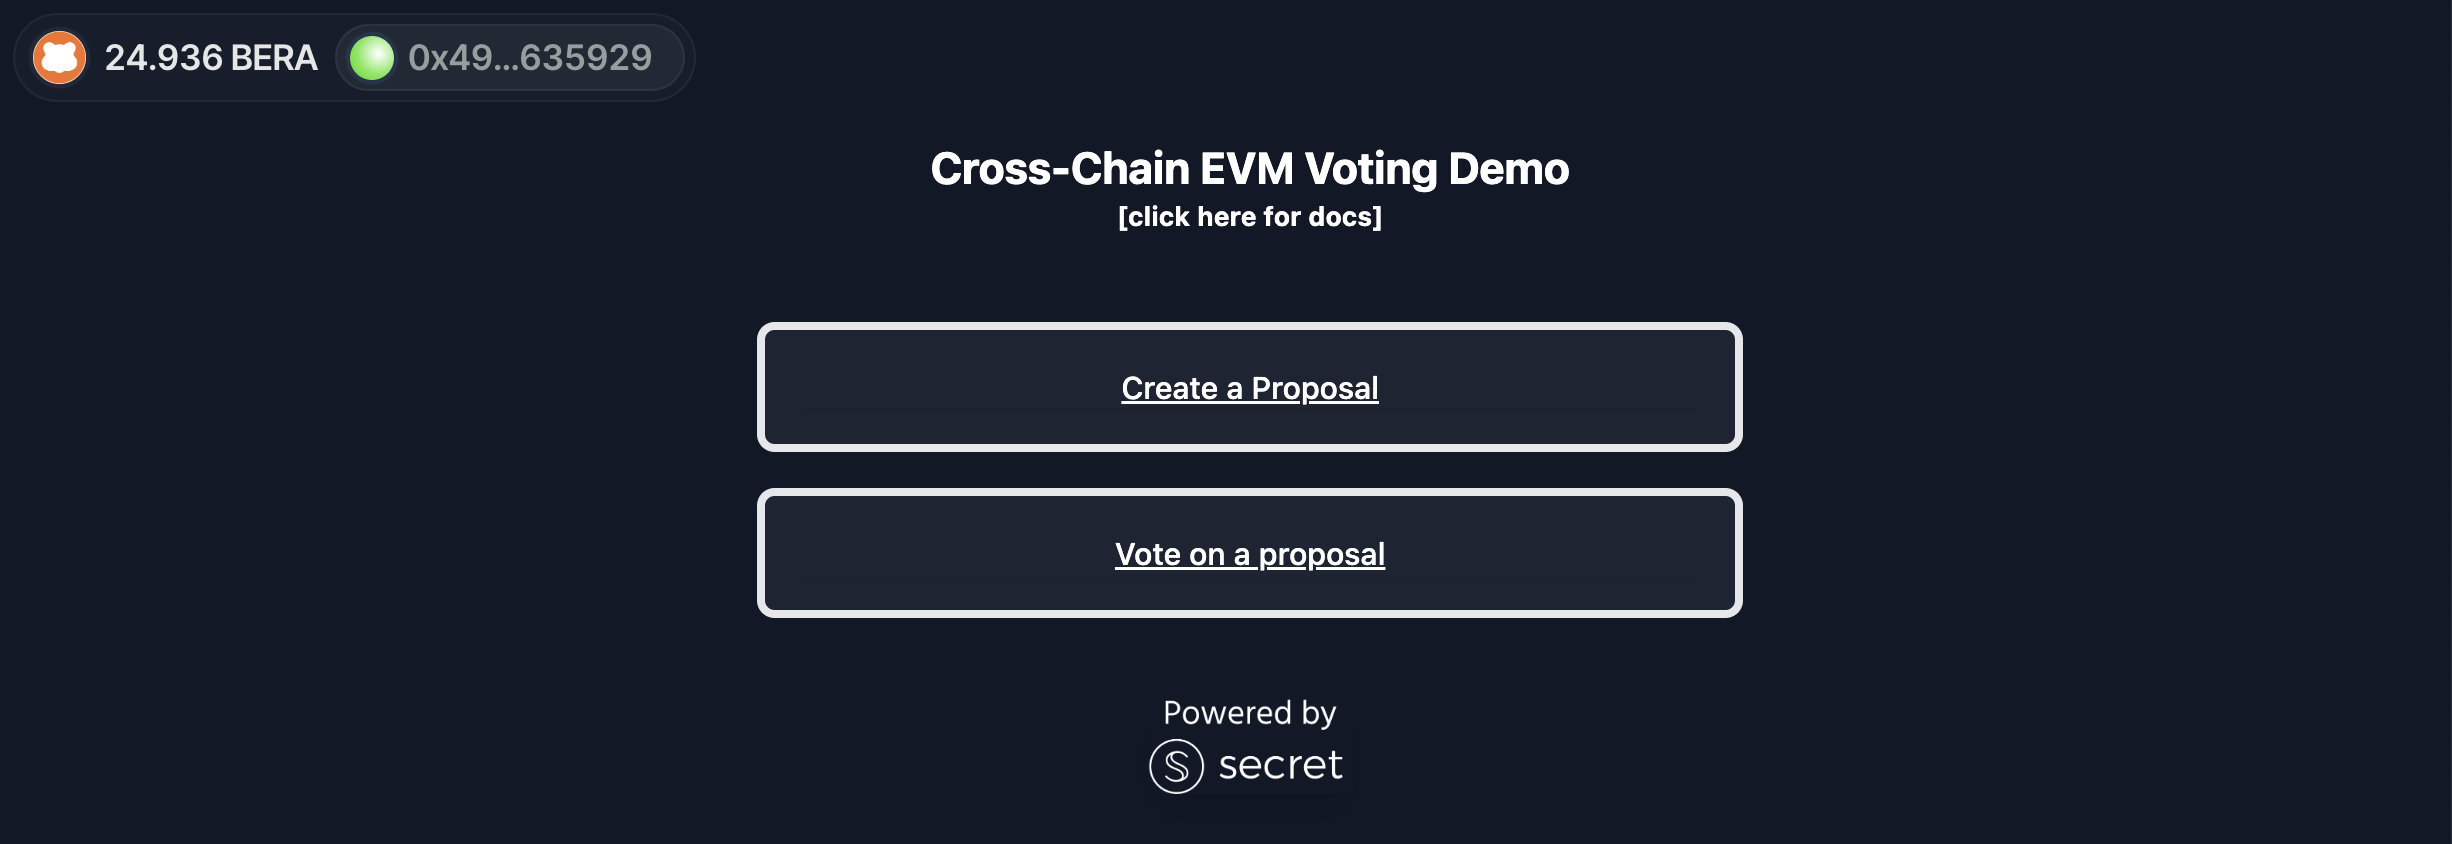 24.936 BERA 0x49...635929
Cross-Chain EVM Voting Demo
[click here for docs]
Create a Proposal
Vote on a proposal
Powered by
secret